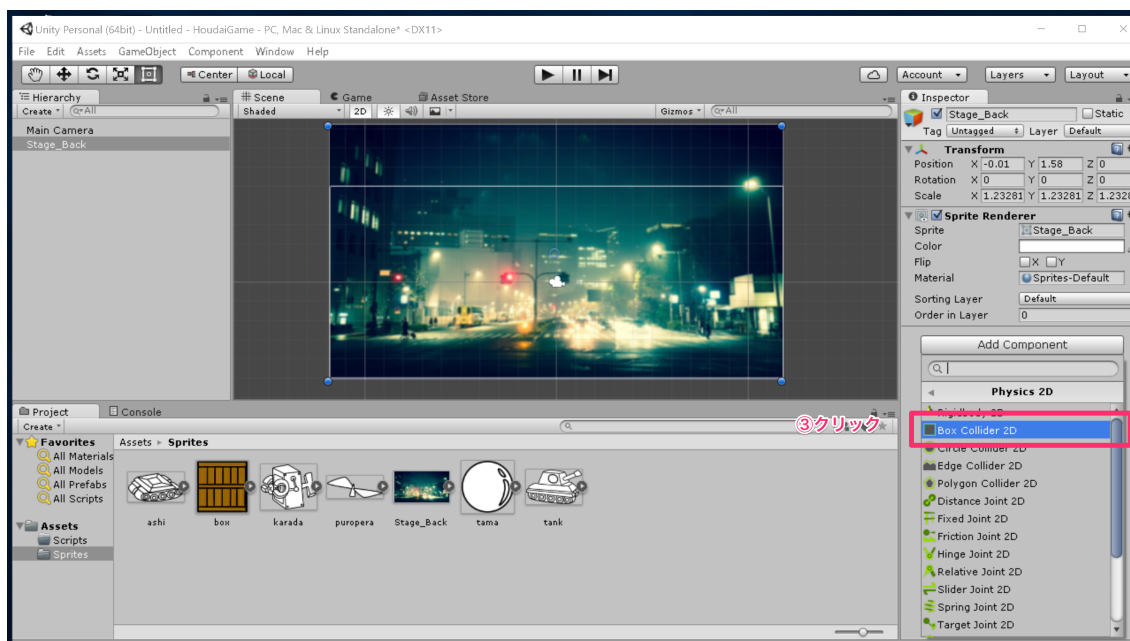 Unity Personal (64bit) - Untitled - HoudaiGame - PC, Mac & Linux Standalone* <DX11>
File Edit Assets GameObject Component Window Help
Center Local Account Layers Layout
Hierarchy
Create All
Main Camera
Stage_Back
Scene Game Asset Store
Shaded 2D Gizmos All
Inspector
Stage_Back Static
Tag Untagged Layer Default
Transform
Position X -0.01 Y 1.58 Z 0
Rotation X 0 Y 0 Z 0
Scale X 1.23281 Y 1.23281 Z 1.2328
Sprite Renderer
Sprite Stage_Back
Color
Flip X Y
Material Sprites-Default
Sorting Layer Default
Order in Layer 0
Add Component
Physics 2D
Rigidbody 2D
Box Collider 2D
Circle Collider 2D
Edge Collider 2D
Polygon Collider 2D
Distance Joint 2D
Fixed Joint 2D
Friction Joint 2D
Hinge Joint 2D
Relative Joint 2D
Slider Joint 2D
Spring Joint 2D
Target Joint 2D
③クリック
Project Console
Create
Favorites
All Materials
All Models
All Prefabs
All Scripts
Assets
Scripts
Sprites
Assets ▸ Sprites
ashi box karada puropera Stage_Back tama tank